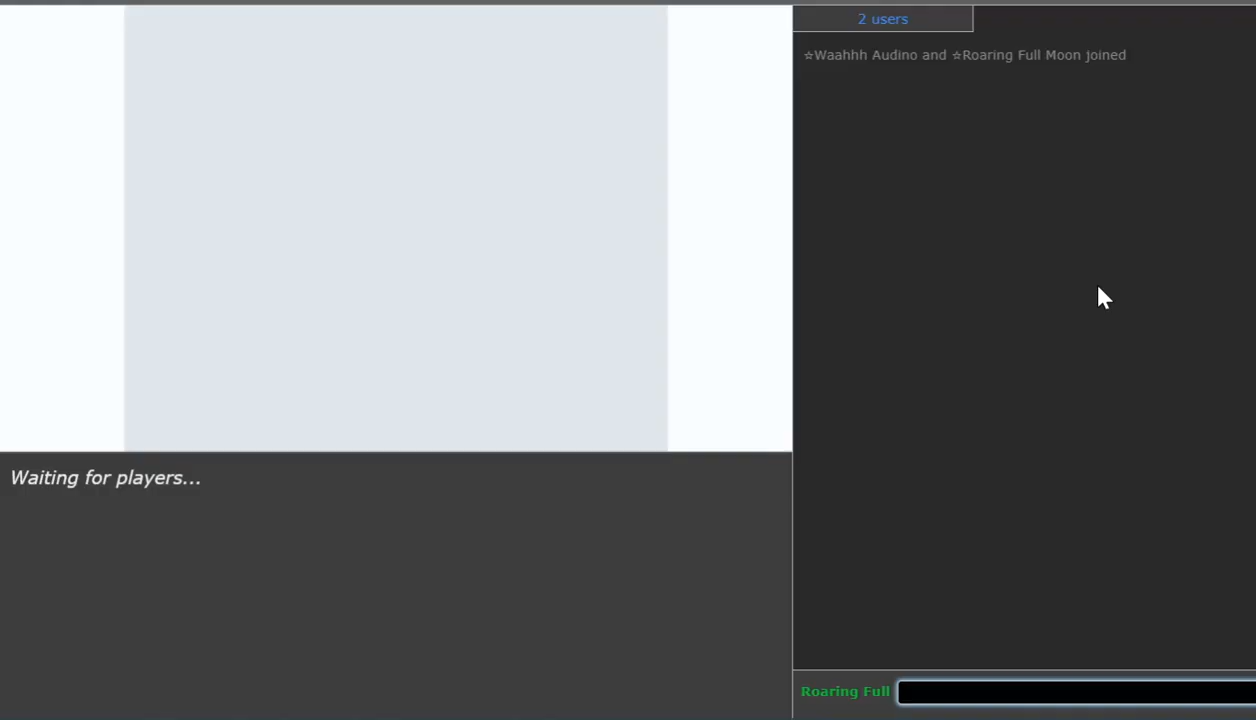 2 users
☆Waahhh Audino and ☆Roaring Full Moon joined
Waiting for players...
Roaring Full